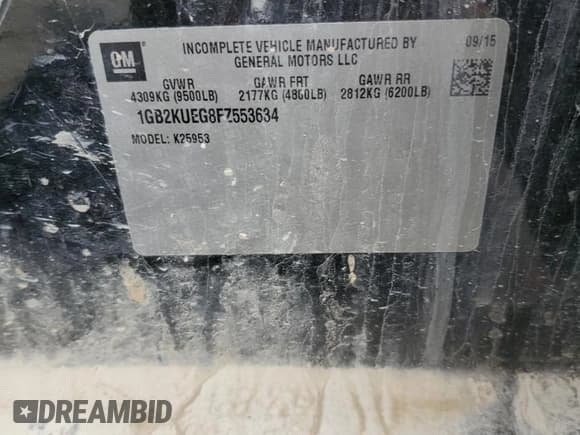 GM
INCOMPLETE VEHICLE MANUFACTURED BY
GENERAL MOTORS LLC
09/15
GVWR GAWR FRT GAWR RR
4309KG (9500LB) 2177KG (4800LB) 2812KG (6200LB)
1GB2KUEG8FZ553634
MODEL: K25953
DREAMBID